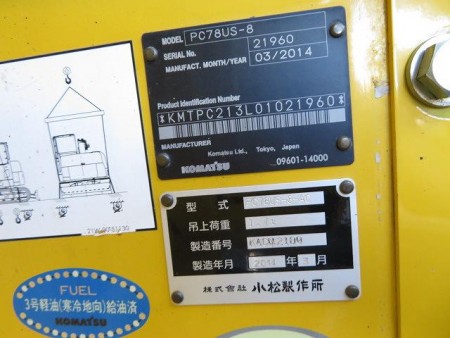 MODEL PC78US-8
SERIAL No. 21960
MANUFACT. MONTH/YEAR 03/2014
Product Identification Number
*KMTPC213L01021960*
MANUFACTURER
Komatsu Ltd., Tokyo, Japan
KOMATSU 09601-14000
型式
吊上荷重
製造番号
製造年月 月
株式會社 小松製作所
FUEL
3号軽油(寒冷地向)給油済
KOMATSU